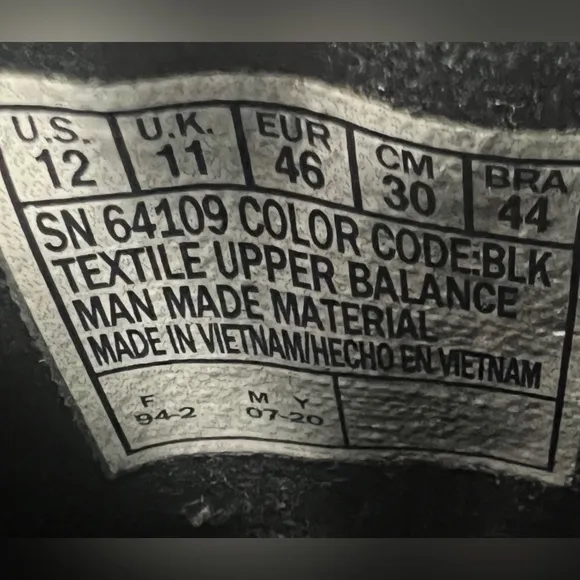 U.S. U.K. EUR CM BRA
12 11 46 30 44
SN 64109 COLOR CODE:BLK
TEXTILE UPPER BALANCE
MAN MADE MATERIAL
MADE IN VIETNAM/HECHO EN VIETNAM
F M Y
94-2 07-20